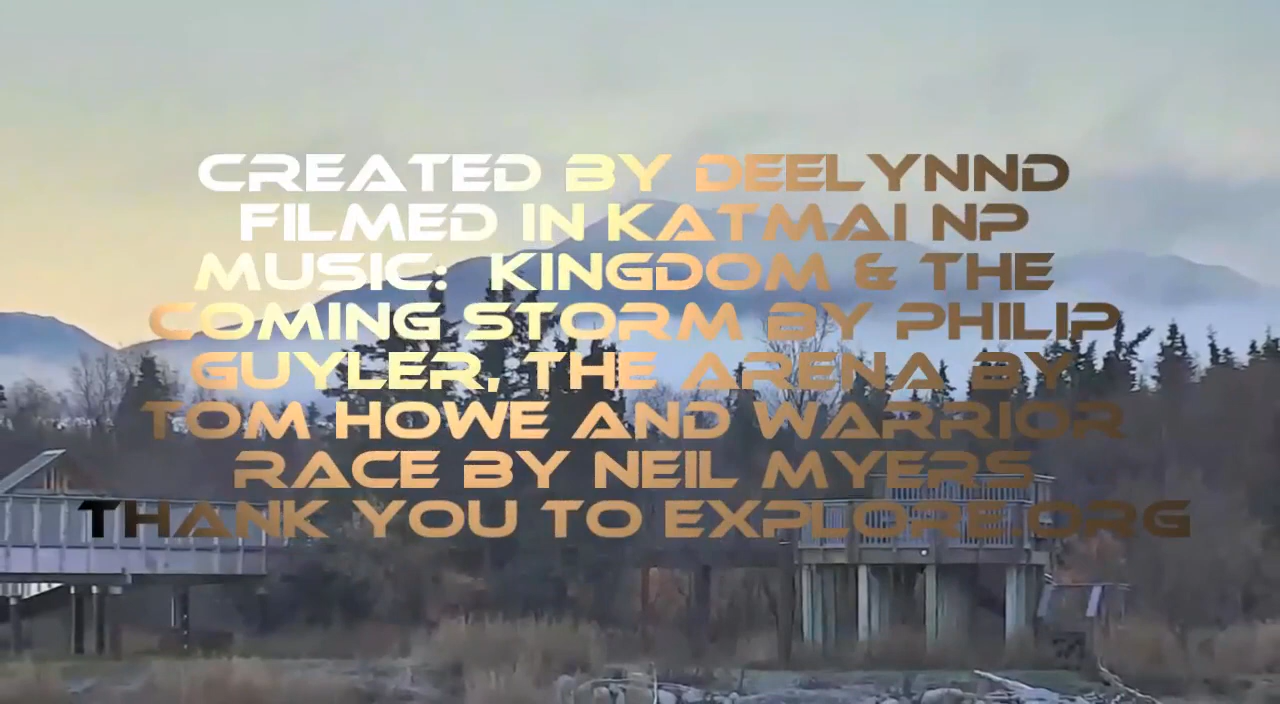 CREATED BY DEELYNND
FILMED IN KATMAI NP
MUSIC: KINGDOM & THE
COMING STORM BY PHILIP
GUYLER, THE ARENA BY
TOM HOWE AND WARRIOR
RACE BY NEIL MYERS
THANK YOU TO EXPLORE.ORG